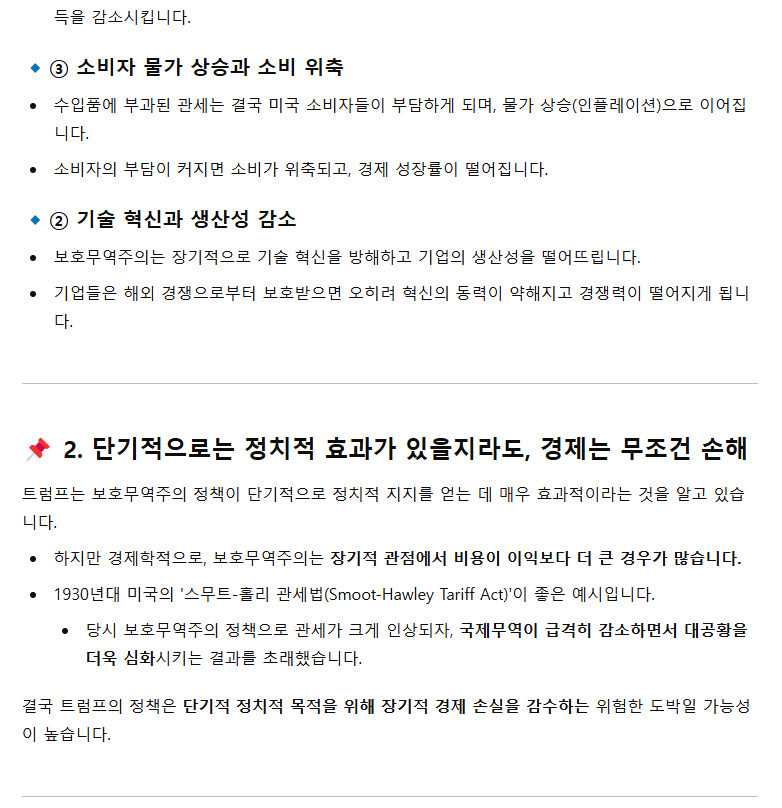 득을 감소시킵니다.
🔹 ③ 소비자 물가 상승과 소비 위축
• 수입품에 부과된 관세는 결국 미국 소비자들이 부담하게 되며, 물가 상승(인플레이션)으로 이어집
니다.
• 소비자의 부담이 커지면 소비가 위축되고, 경제 성장률이 떨어집니다.
🔹 ② 기술 혁신과 생산성 감소
• 보호무역주의는 장기적으로 기술 혁신을 방해하고 기업의 생산성을 떨어뜨립니다.
• 기업들은 해외 경쟁으로부터 보호받으면 오히려 혁신의 동력이 약해지고 경쟁력이 떨어지게 됩니
다.
📌 2. 단기적으로는 정치적 효과가 있을지라도, 경제는 무조건 손해
트럼프는 보호무역주의 정책이 단기적으로 정치적 지지를 얻는 데 매우 효과적이라는 것을 알고 있습
니다.
• 하지만 경제학적으로, 보호무역주의는 장기적 관점에서 비용이 이익보다 더 큰 경우가 많습니다.
• 1930년대 미국의 '스무트-홀리 관세법(Smoot-Hawley Tariff Act)'이 좋은 예시입니다.
• 당시 보호무역주의 정책으로 관세가 크게 인상되자, 국제무역이 급격히 감소하면서 대공황을
더욱 심화시키는 결과를 초래했습니다.
결국 트럼프의 정책은 단기적 정치적 목적을 위해 장기적 경제 손실을 감수하는 위험한 도박일 가능성
이 높습니다.